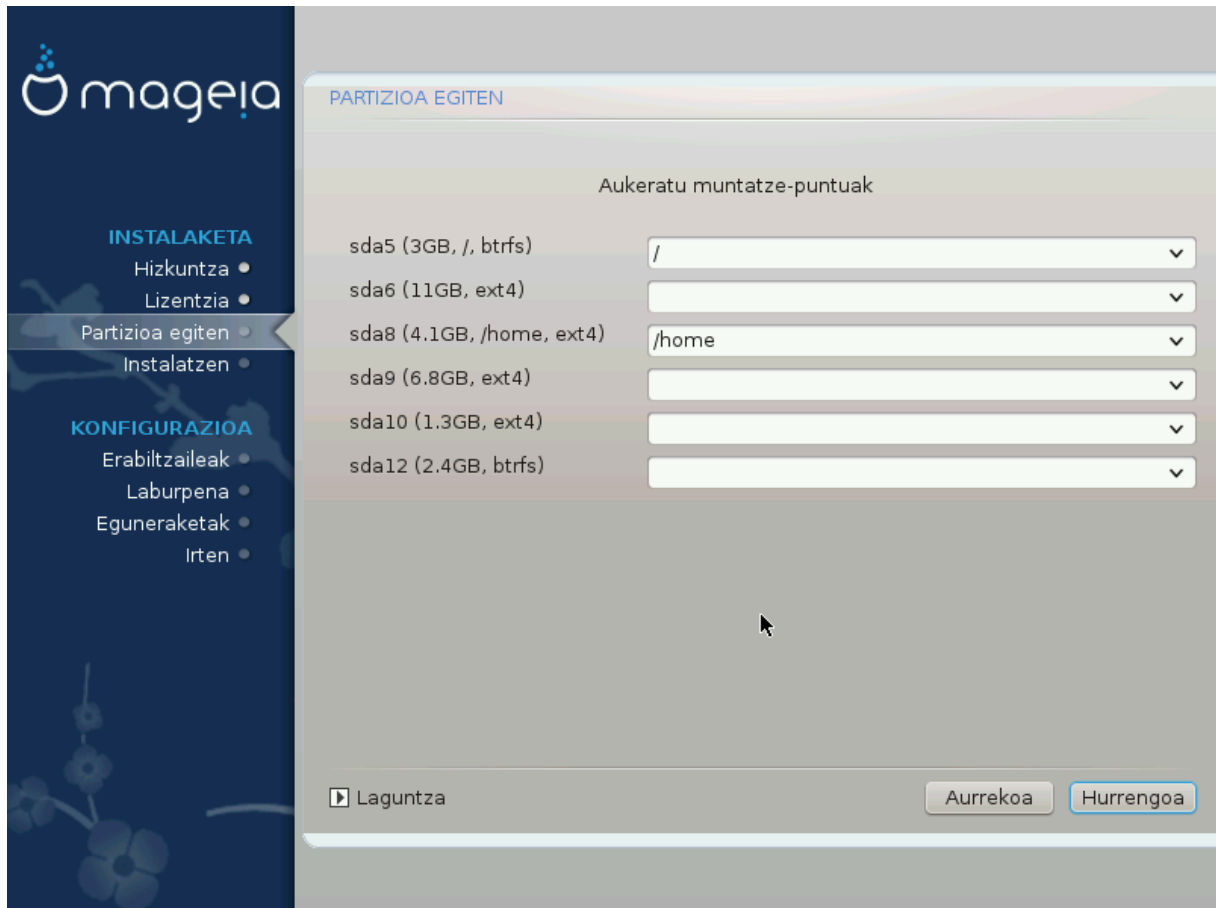 mageia
INSTALAKETA
Hizkuntza
Lizentzia
Partizioa egiten
Instalatzen
KONFIGURAZIOA
Erabiltzaileak
Laburpena
Eguneraketak
Irten
PARTIZIOA EGITEN
Aukeratu muntatze-puntuak
sda5 (3GB, /, btrfs) /
sda6 (11GB, ext4)
sda8 (4.1GB, /home, ext4) /home
sda9 (6.8GB, ext4)
sda10 (1.3GB, ext4)
sda12 (2.4GB, btrfs)
Laguntza Aurrekoa Hurrengoa